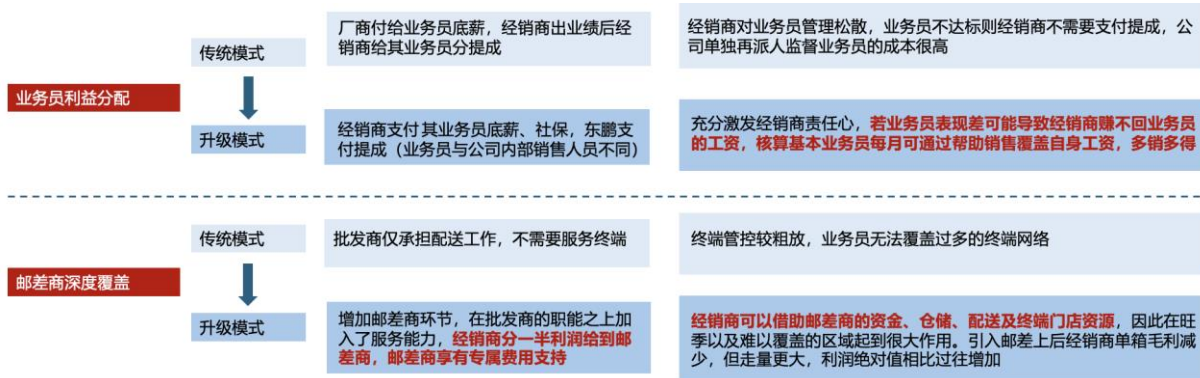 业务员利益分配
传统模式
厂商付给业务员底薪，经销商出业绩后经
销商给其业务员分提成
经销商对业务员管理松散，业务员不达标则经销商不需要支付提成，公
司单独再派人监督业务员的成本很高
升级模式
经销商支付其业务员底薪、社保，东鹏支
付提成（业务员与公司内部销售人员不同）
充分激发经销商责任心，若业务员表现差可能导致经销商赚不回业务员
的工资，核算基本业务员每月可通过帮助销售覆盖自身工资，多销多得
邮差商深度覆盖
传统模式
批发商仅承担配送工作，不需要服务终端
终端管控较粗放，业务员无法覆盖过多的终端网络
升级模式
增加邮差商环节，在批发商的职能之上加
入了服务能力，经销商分一半利润给到邮
差商，邮差商享有专属费用支持
经销商可以借助邮差商的资金、仓储、配送及终端门店资源，因此在旺
季以及难以覆盖的区域起到很大作用。引入邮差上后经销商单箱毛利减
少，但走量更大，利润绝对值相比过往增加